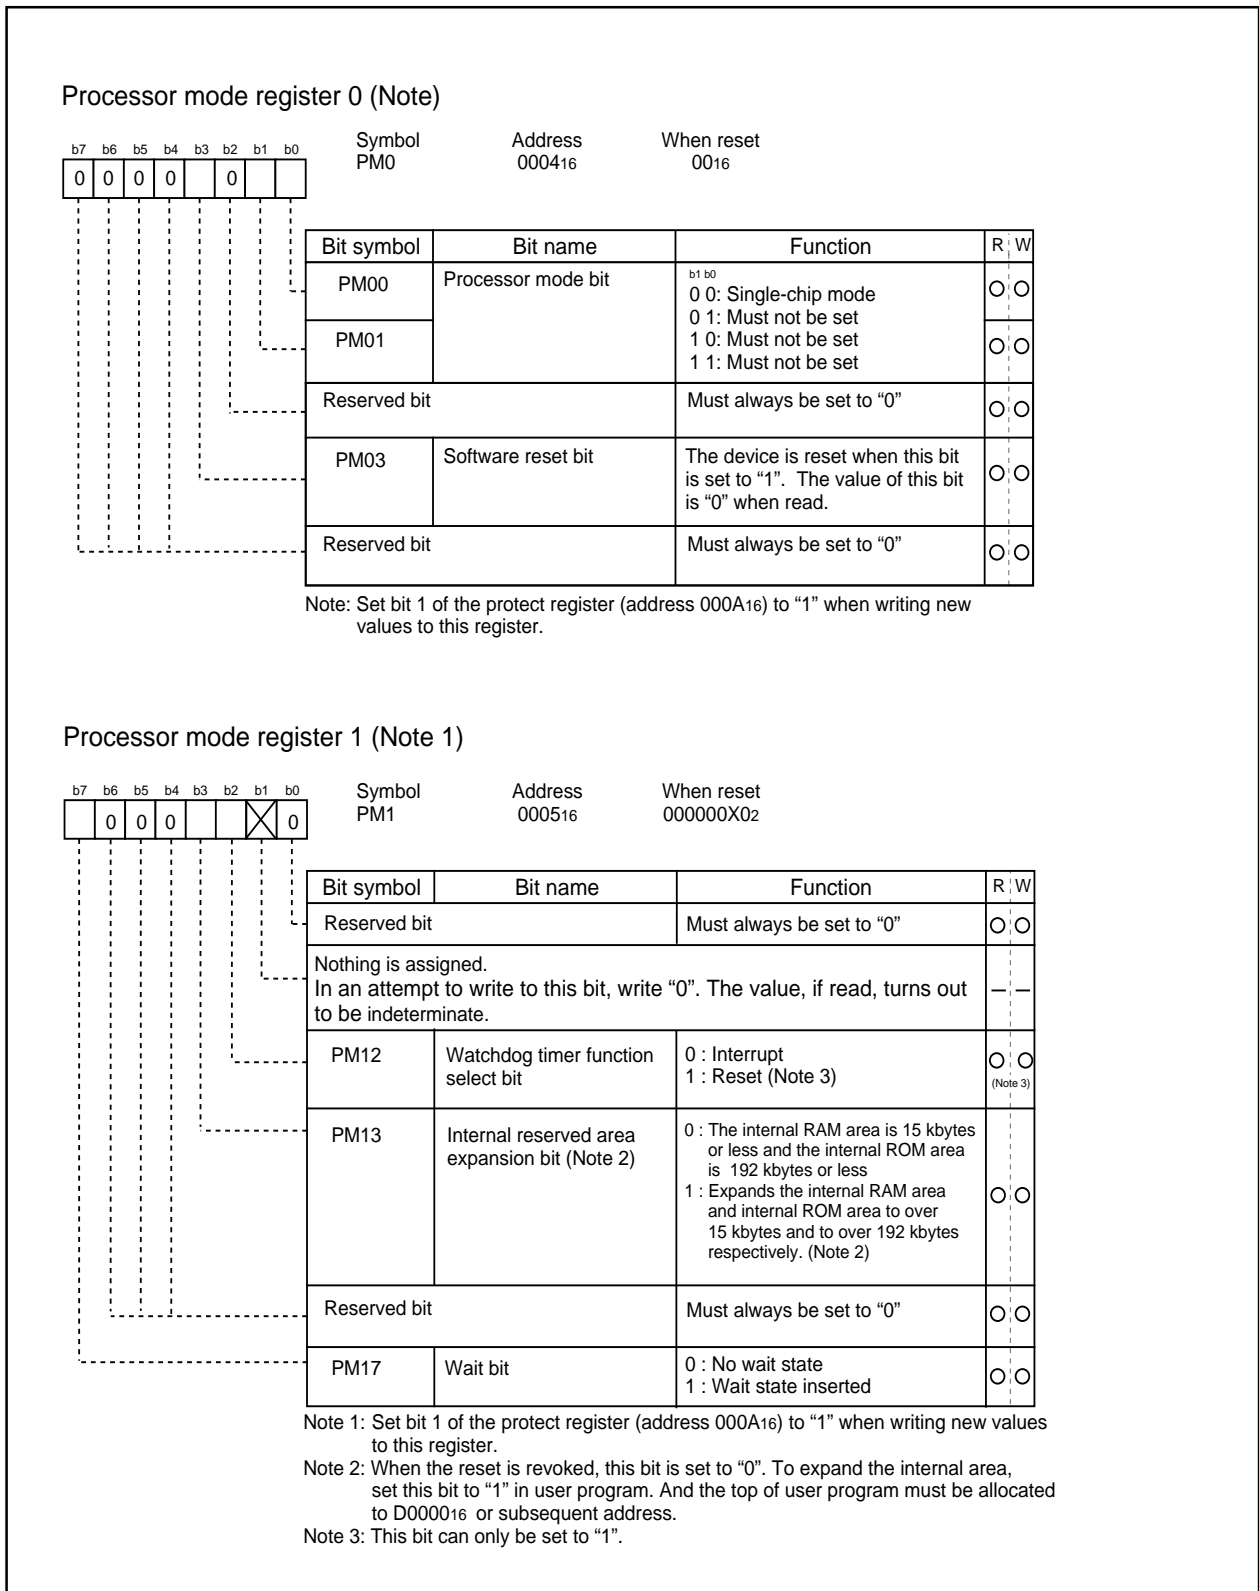 Processor mode register 0 (Note)
Symbol Address When reset
PM0 000416 0016
b7 b6 b5 b4 b3 b2 b1 b0
0 0 0 0 0
Bit symbol Bit name Function R W
PM00 Processor mode bit b1 b0
0 0: Single-chip mode
0 1: Must not be set
PM01 1 0: Must not be set
1 1: Must not be set
Reserved bit Must always be set to “0”
PM03 Software reset bit The device is reset when this bit
is set to “1”. The value of this bit
is “0” when read.
Reserved bit Must always be set to “0”
Note: Set bit 1 of the protect register (address 000A16) to “1” when writing new
values to this register.
Processor mode register 1 (Note 1)
Symbol Address When reset
PM1 000516 000000X02
b7 b6 b5 b4 b3 b2 b1 b0
0 0 0 0
Bit symbol Bit name Function R W
Reserved bit Must always be set to “0”
Nothing is assigned.
In an attempt to write to this bit, write “0”. The value, if read, turns out
to be indeterminate.
PM12 Watchdog timer function 0 : Interrupt
select bit 1 : Reset (Note 3) (Note 3)
PM13 Internal reserved area 0 : The internal RAM area is 15 kbytes
expansion bit (Note 2) or less and the internal ROM area
is 192 kbytes or less
1 : Expands the internal RAM area
and internal ROM area to over
15 kbytes and to over 192 kbytes
respectively. (Note 2)
Reserved bit Must always be set to “0”
PM17 Wait bit 0 : No wait state
1 : Wait state inserted
Note 1: Set bit 1 of the protect register (address 000A16) to “1” when writing new values
to this register.
Note 2: When the reset is revoked, this bit is set to “0”. To expand the internal area,
set this bit to “1” in user program. And the top of user program must be allocated
to D000016 or subsequent address.
Note 3: This bit can only be set to “1”.